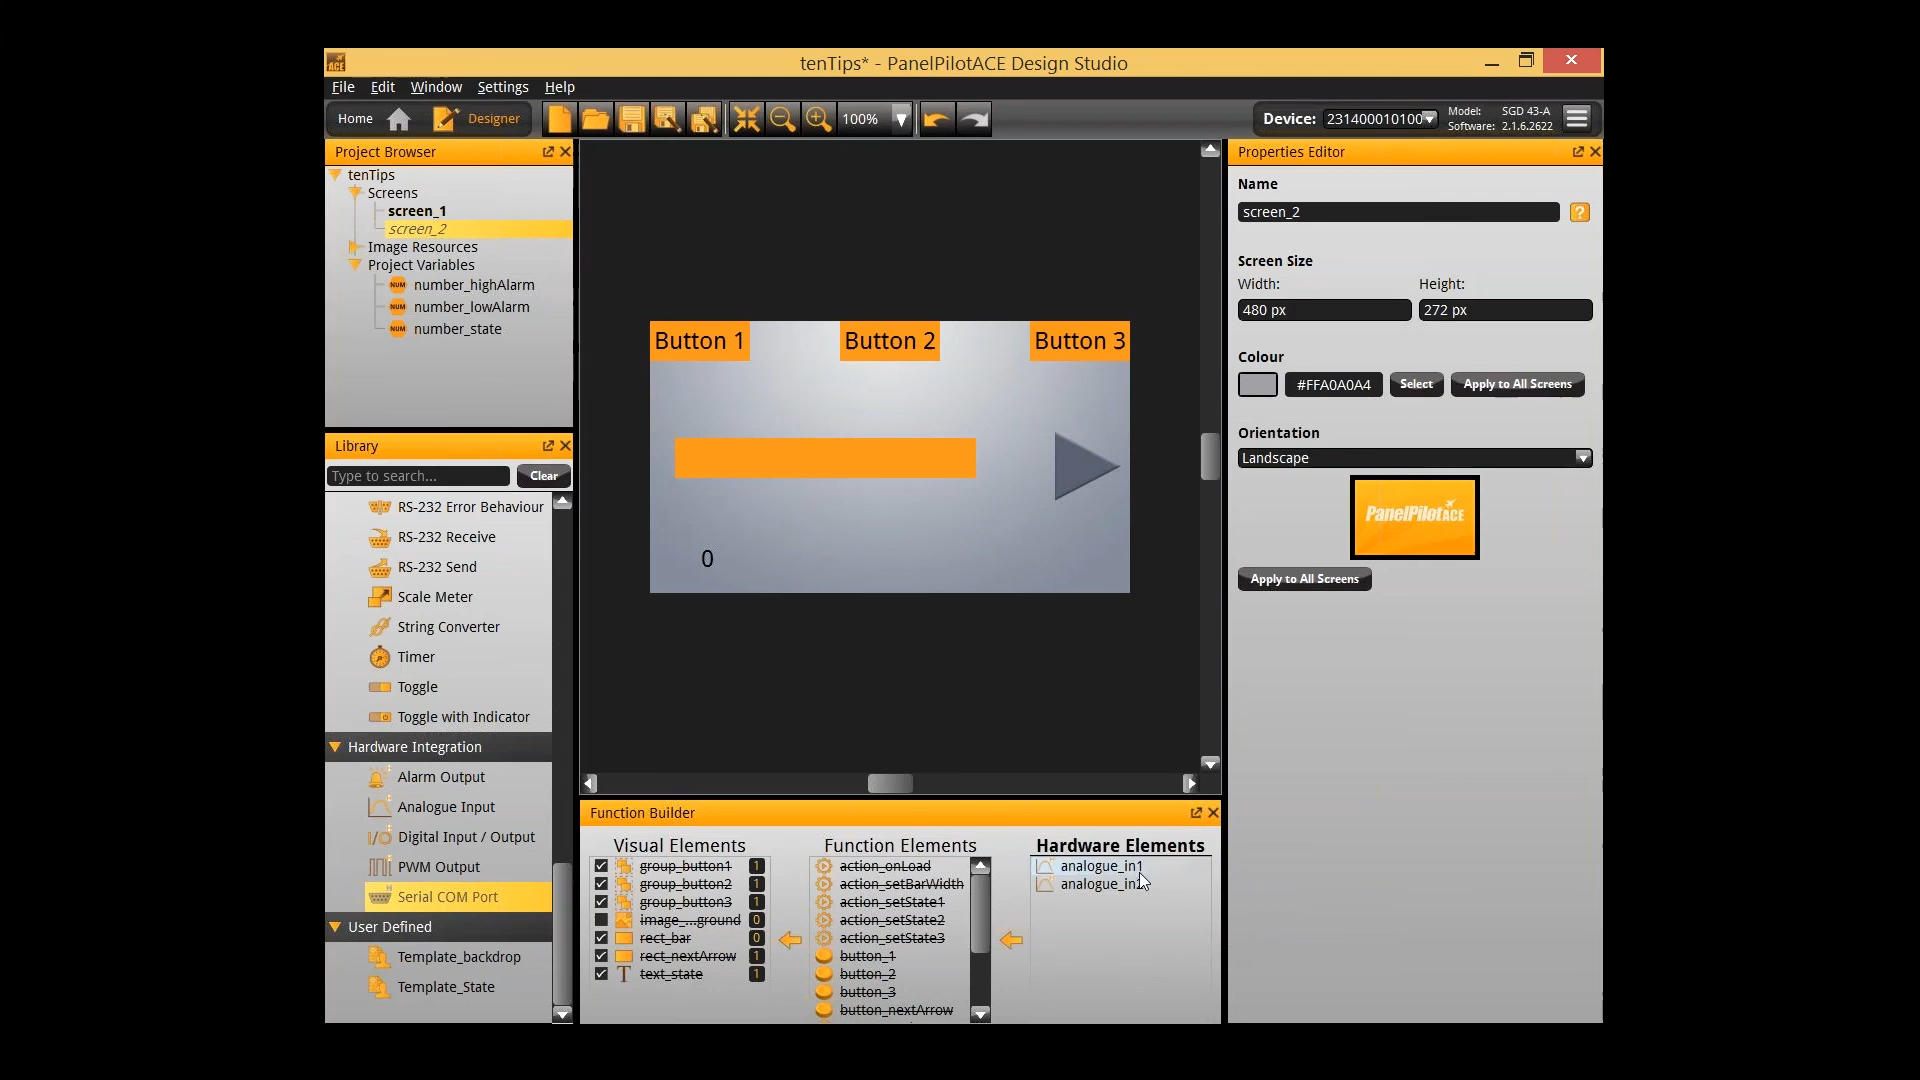 tenTips* - PanelPilotACE Design Studio
File Edit Window Settings Help
Home Designer 100% Device: 231400010100 Model: SGD 43-A
Software: 2.1.6.2622
Project Browser
tenTips
Screens
screen_1
screen_2
Image Resources
Project Variables
NUM number_highAlarm
NUM number_lowAlarm
NUM number_state
Library
Type to search... Clear
RS-232 Error Behaviour
RS-232 Receive
RS-232 Send
Scale Meter
String Converter
Timer
Toggle
Toggle with Indicator
Hardware Integration
Alarm Output
Analogue Input
Digital Input / Output
PWM Output
Serial COM Port
User Defined
Template_backdrop
Template_State
Button 1 Button 2 Button 3
0
Function Builder
Visual Elements
group_button1 1
group_button2 1
group_button3 1
image_...ground 0
rect_bar 0
rect_nextArrow 1
text_state 1
Function Elements
action_onLoad
action_setBarWidth
action_setState1
action_setState2
action_setState3
button_1
button_2
button_3
button_nextArrow
Hardware Elements
analogue_in1
analogue_in2
Properties Editor
Name
screen_2 ?
Screen Size
Width: Height:
480 px 272 px
Colour
#FFA0A0A4 Select Apply to All Screens
Orientation
Landscape
PanelPilotACE
Apply to All Screens